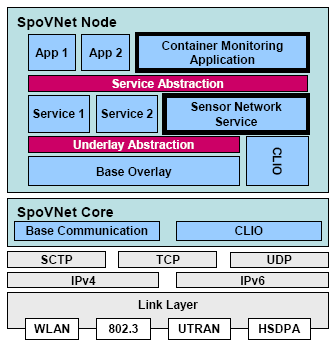 SpoVNet Node
App 1 App 2 Container Monitoring
Application
Service Abstraction
Service 1 Service 2 Sensor Network
Service
Underlay Abstraction
Base Overlay CLIO
SpoVNet Core
Base Communication CLIO
SCTP TCP UDP
IPv4 IPv6
Link Layer
WLAN 802.3 UTRAN HSDPA